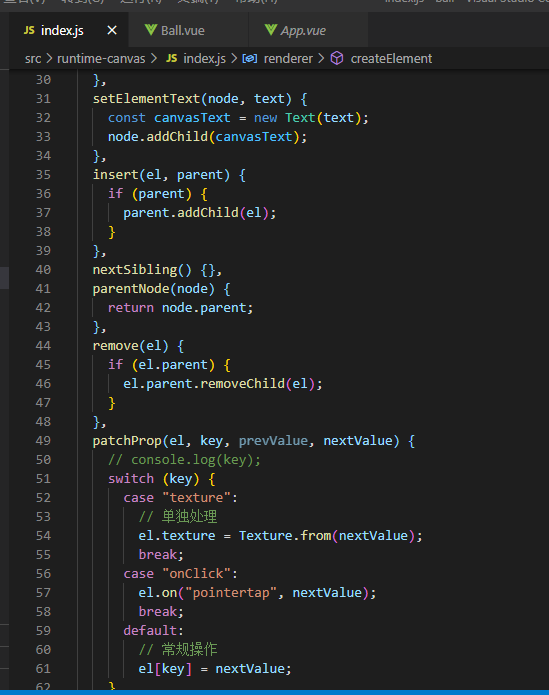 index.js Ball.vue App.vue
src > runtime-canvas > JS index.js > renderer > createElement
30 },
31 setElementText(node, text) {
32 const canvasText = new Text(text);
33 node.addChild(canvasText);
34 },
35 insert(el, parent) {
36 if (parent) {
37 parent.addChild(el);
38 }
39 },
40 nextSibling() {},
41 parentNode(node) {
42 return node.parent;
43 },
44 remove(el) {
45 if (el.parent) {
46 el.parent.removeChild(el);
47 }
48 },
49 patchProp(el, key, prevValue, nextValue) {
50 // console.log(key);
51 switch (key) {
52 case "texture":
53 // 单独处理
54 el.texture = Texture.from(nextValue);
55 break;
56 case "onClick":
57 el.on("pointertap", nextValue);
58 break;
59 default:
60 // 常规操作
61 el[key] = nextValue;
62 }